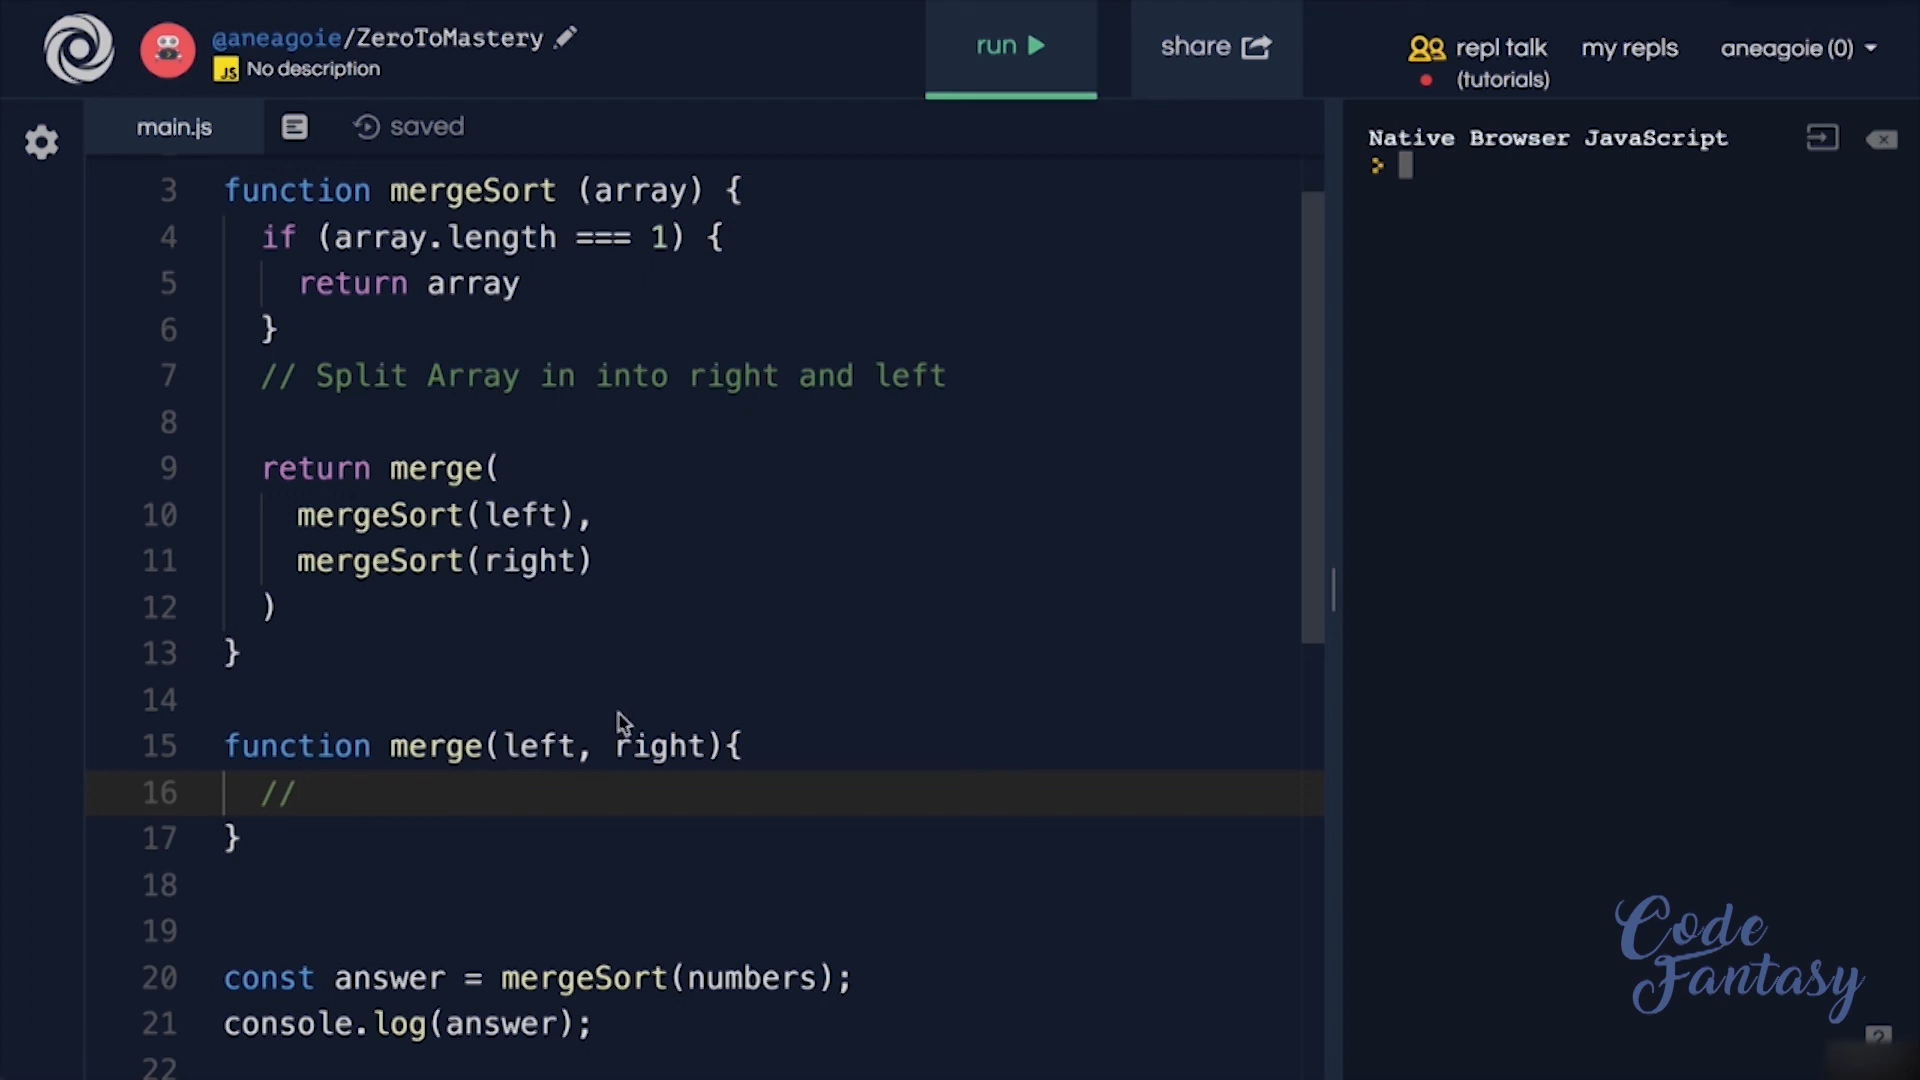 @aneagoie/ZeroToMastery
JS No description
run
share
repl talk
(tutorials)
my repls
aneagoie (0)
main.js
saved
Native Browser JavaScript
>
3 function mergeSort (array) {
4 if (array.length === 1) {
5 return array
6 }
7 // Split Array in into right and left
8
9 return merge(
10 mergeSort(left),
11 mergeSort(right)
12 )
13 }
14
15 function merge(left, right){
16 //
17 }
18
19
20 const answer = mergeSort(numbers);
21 console.log(answer);
22
Code
Fantasy
?